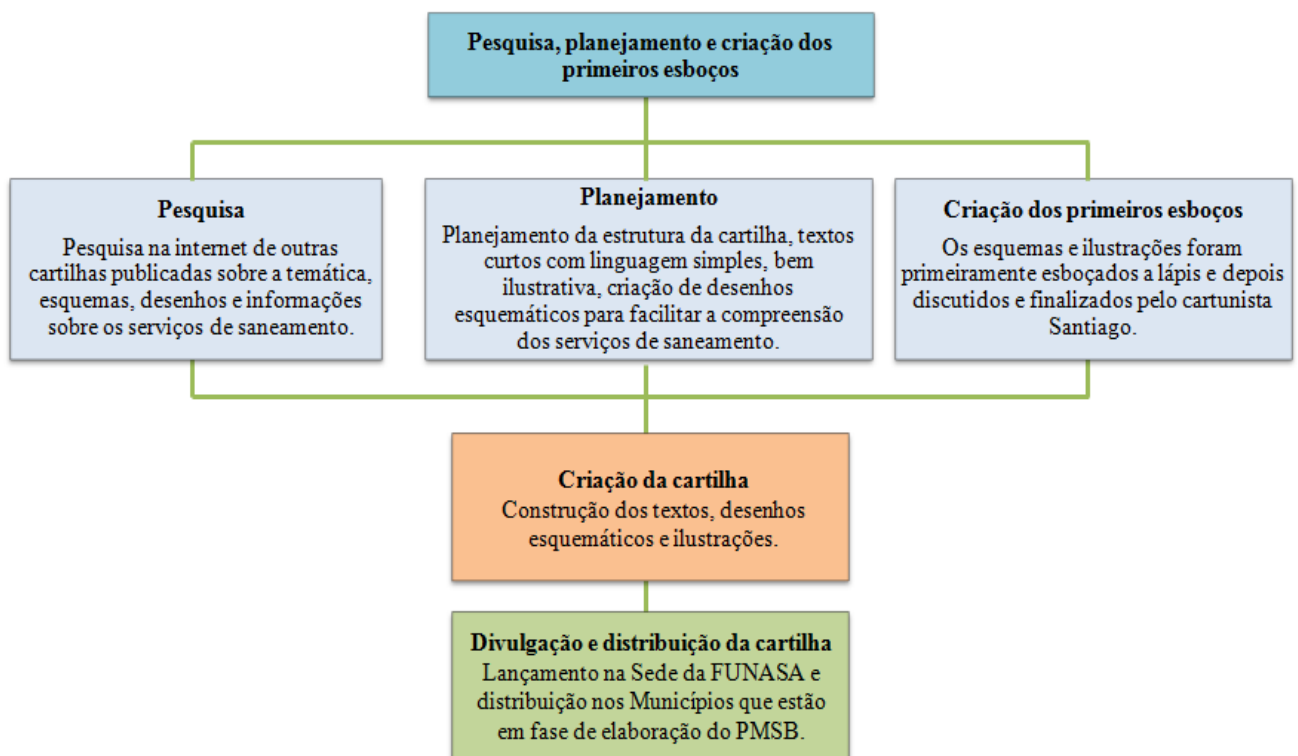 Pesquisa, planejamento e criação dos
primeiros esboços
Pesquisa
Pesquisa na internet de outras
cartilhas publicadas sobre a temática,
esquemas, desenhos e informações
sobre os serviços de saneamento.
Planejamento
Planejamento da estrutura da cartilha, textos
curtos com linguagem simples, bem
ilustrativa, criação de desenhos
esquemáticos para facilitar a compreensão
dos serviços de saneamento.
Criação dos primeiros esboços
Os esquemas e ilustrações foram
primeiramente esboçados a lápis e depois
discutidos e finalizados pelo cartunista
Santiago.
Criação da cartilha
Construção dos textos, desenhos
esquemáticos e ilustrações.
Divulgação e distribuição da cartilha
Lançamento na Sede da FUNASA e
distribuição nos Municípios que estão
em fase de elaboração do PMSB.